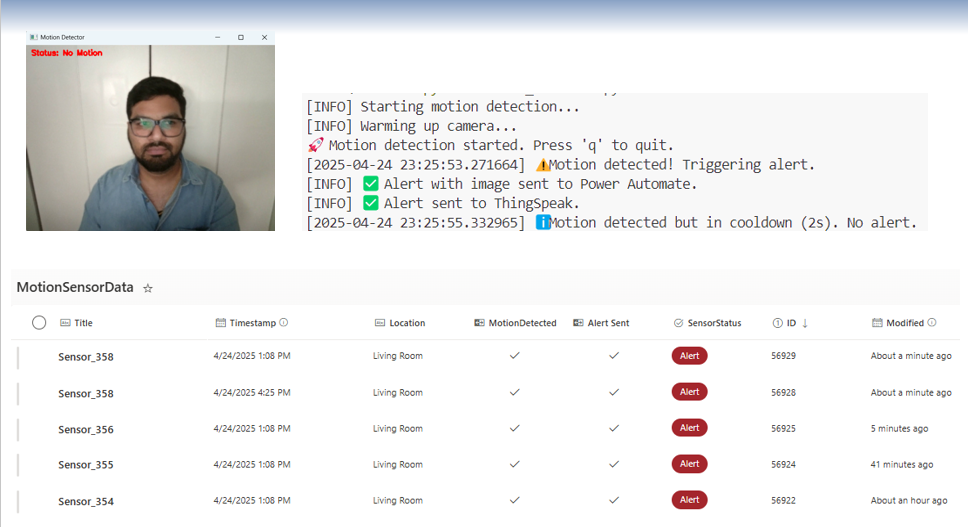 Motion Detector
Status: No Motion
[INFO] Starting motion detection...
[INFO] Warming up camera...
🚀 Motion detection started. Press 'q' to quit.
[2025-04-24 23:25:53.271664] ⚠️Motion detected! Triggering alert.
[INFO] ✅ Alert with image sent to Power Automate.
[INFO] ✅ Alert sent to ThingSpeak.
[2025-04-24 23:25:55.332965] ℹ️Motion detected but in cooldown (2s). No alert.
MotionSensorData ☆
Title Timestamp Location MotionDetected Alert Sent SensorStatus ID ↓ Modified
Sensor_358 4/24/2025 1:08 PM Living Room ✓ ✓ Alert 56929 About a minute ago
Sensor_358 4/24/2025 4:25 PM Living Room ✓ ✓ Alert 56928 About a minute ago
Sensor_356 4/24/2025 1:08 PM Living Room ✓ ✓ Alert 56925 5 minutes ago
Sensor_355 4/24/2025 1:08 PM Living Room ✓ ✓ Alert 56924 41 minutes ago
Sensor_354 4/24/2025 1:08 PM Living Room ✓ ✓ Alert 56922 About an hour ago